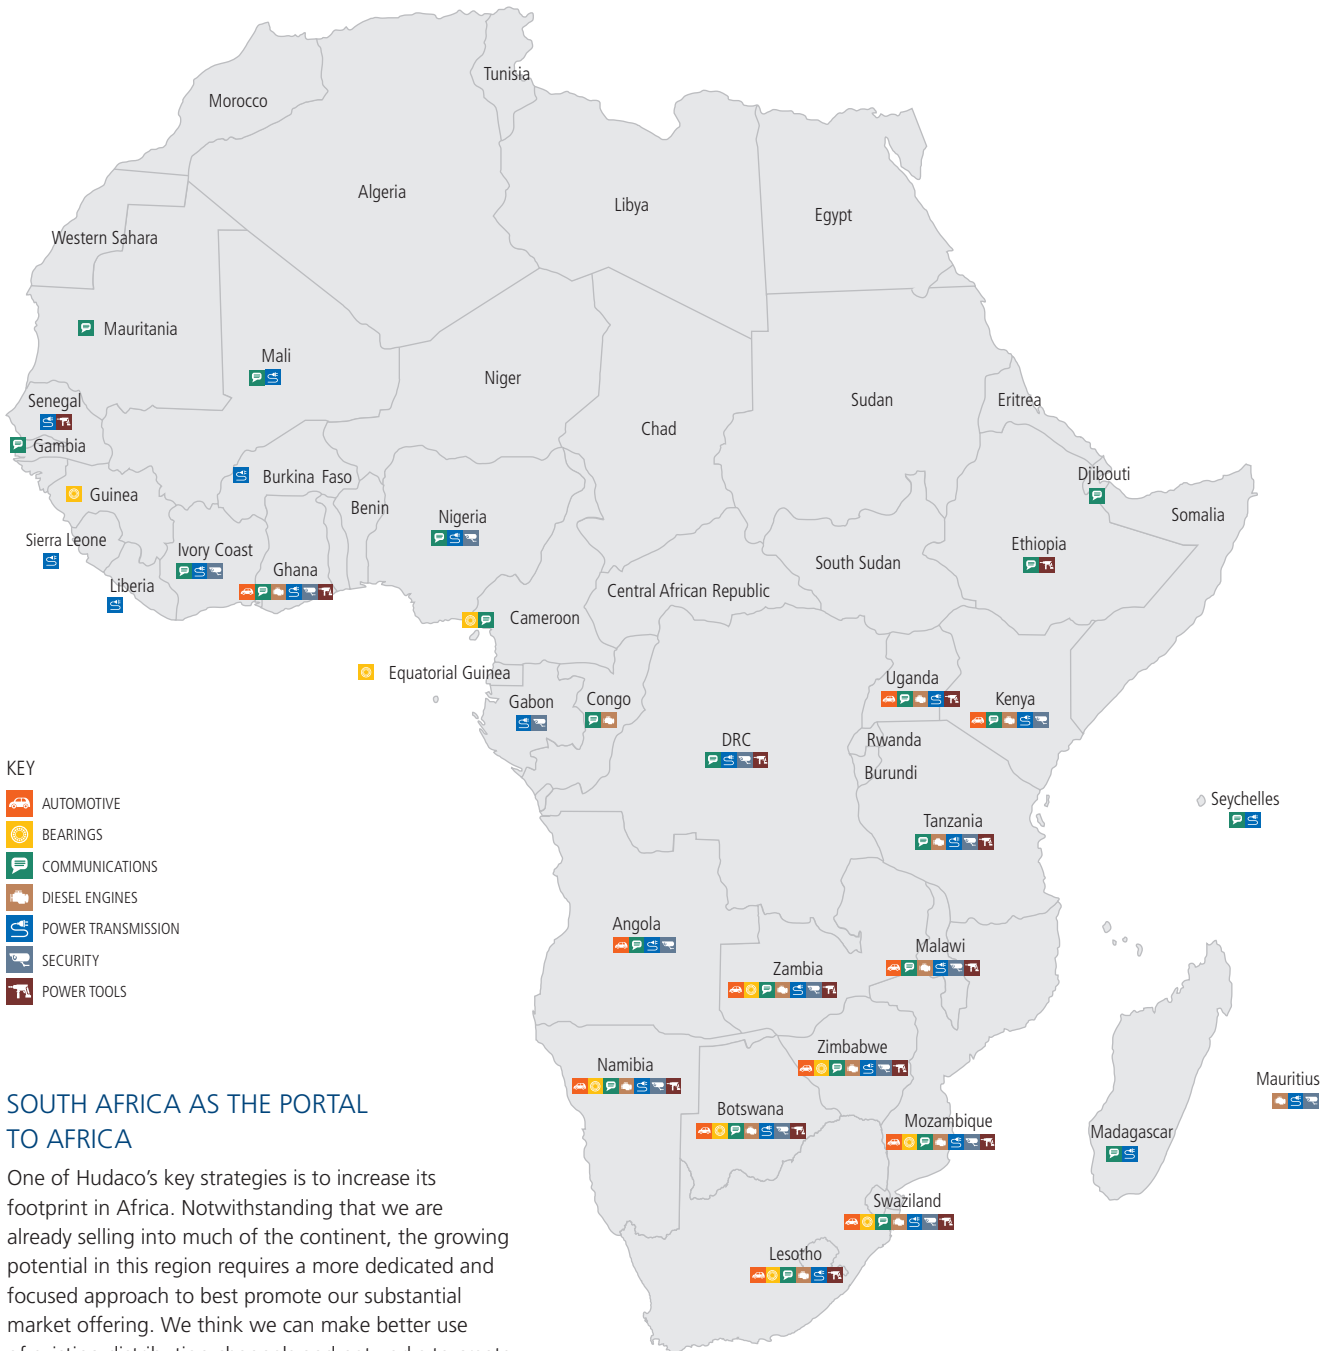 Tunisia
Morocco
Algeria
Libya
Egypt
Western Sahara
Mauritania
Mali
Niger
Chad
Sudan
Eritrea
Senegal
Gambia
Guinea
Burkina Faso
Benin
Nigeria
Djibouti
Somalia
Sierra Leone
Ivory Coast
Ghana
Liberia
South Sudan
Ethiopia
Central African Republic
Cameroon
Equatorial Guinea
Gabon
Congo
DRC
Uganda
Kenya
Rwanda
Burundi
Tanzania
Seychelles
Angola
Zambia
Malawi
Zimbabwe
Namibia
Botswana
Mozambique
Mauritius
Madagascar
Swaziland
Lesotho
KEY
AUTOMOTIVE
BEARINGS
COMMUNICATIONS
DIESEL ENGINES
POWER TRANSMISSION
SECURITY
POWER TOOLS
SOUTH AFRICA AS THE PORTAL
TO AFRICA
One of Hudaco's key strategies is to increase its
footprint in Africa. Notwithstanding that we are
already selling into much of the continent, the growing
potential in this region requires a more dedicated and
focused approach to best promote our substantial
market offering. We think we can make better use